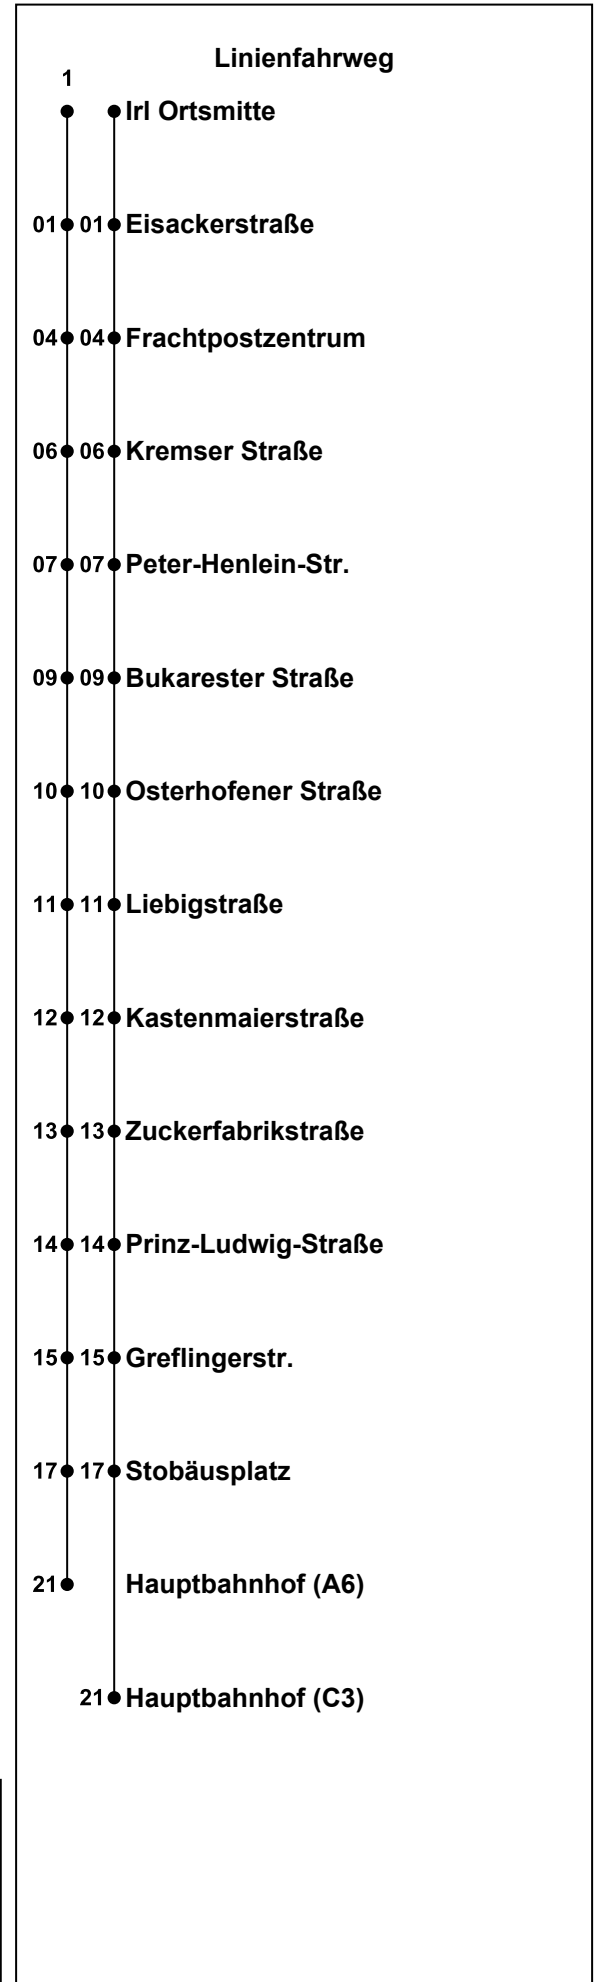 Linienfahrweg
1
Irl Ortsmitte
01 01 Eisackerstraße
04 04 Frachtpostzentrum
06 06 Kremser Straße
07 07 Peter-Henlein-Str.
09 09 Bukarester Straße
10 10 Osterhofener Straße
11 11 Liebigstraße
12 12 Kastenmaierstraße
13 13 Zuckerfabrikstraße
14 14 Prinz-Ludwig-Straße
15 15 Greflingerstr.
17 17 Stobäusplatz
21 Hauptbahnhof (A6)
21 Hauptbahnhof (C3)